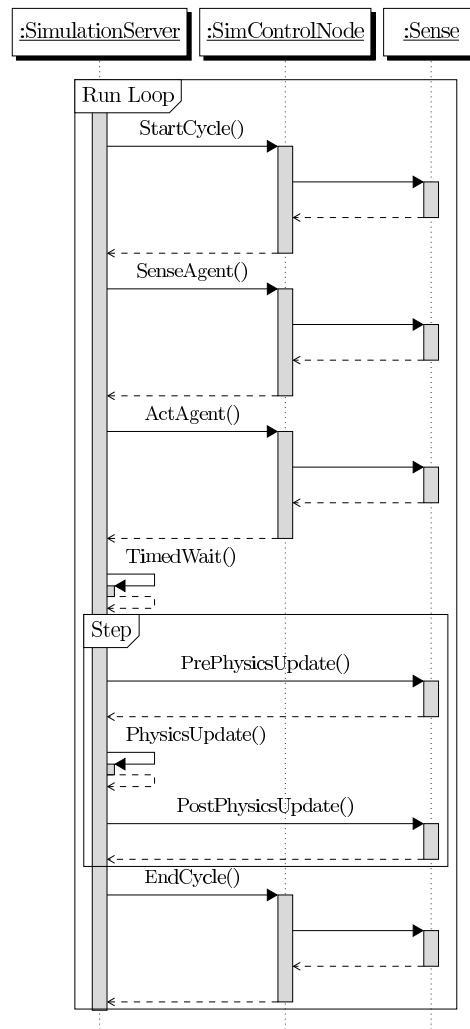 :SimulationServer :SimControlNode :Sense
Run Loop
StartCycle()
SenseAgent()
ActAgent()
TimedWait()
Step
PrePhysicsUpdate()
PhysicsUpdate()
PostPhysicsUpdate()
EndCycle()